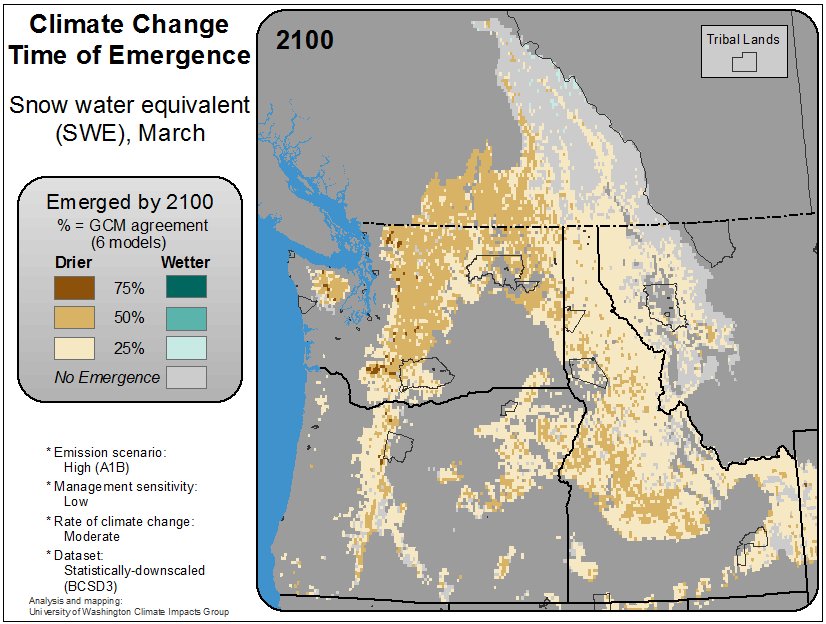 Climate Change
Time of Emergence
Snow water equivalent
(SWE), March
Emerged by 2100
% = GCM agreement
(6 models)
Drier Wetter
75%
50%
25%
No Emergence
* Emission scenario:
High (A1B)
* Management sensitivity:
Low
* Rate of climate change:
Moderate
* Dataset:
Statistically-downscaled
(BCSD3)
Analysis and mapping:
University of Washington Climate Impacts Group
2100
Tribal Lands